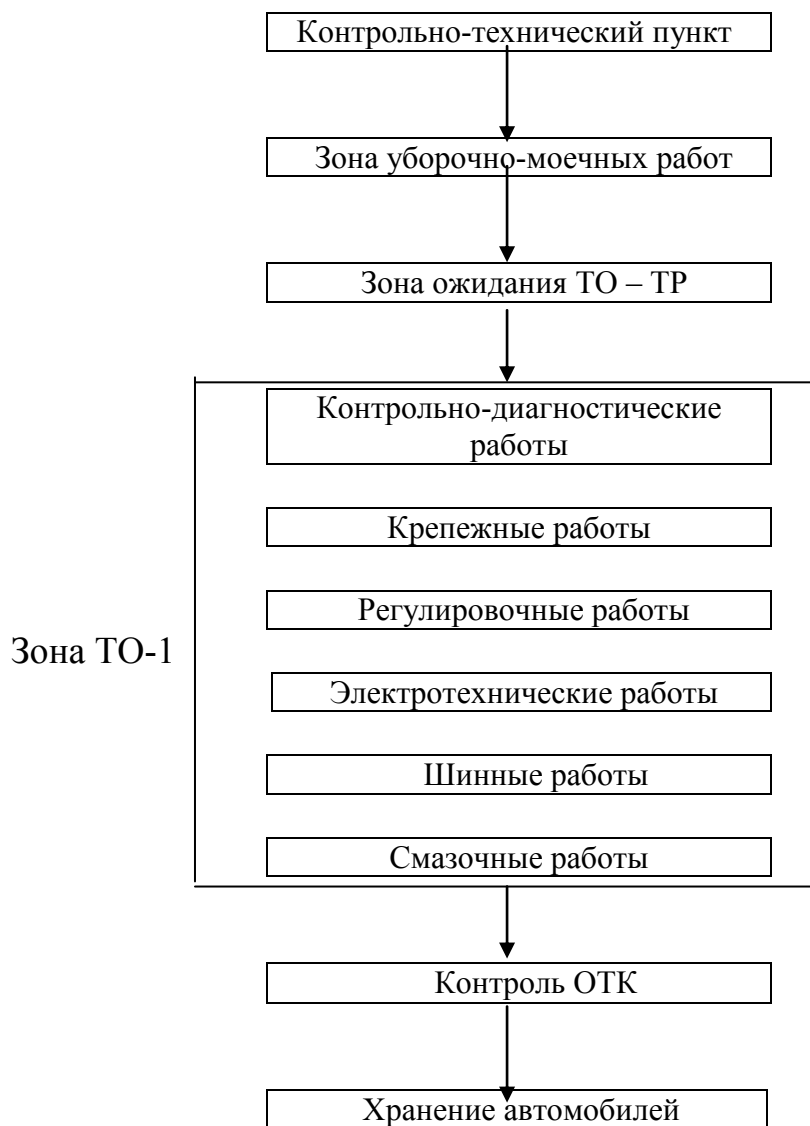 Контрольно-технический пункт
Зона уборочно-моечных работ
Зона ожидания ТО – ТР
Контрольно-диагностические
работы
Крепежные работы
Регулировочные работы
Зона ТО-1
Электротехнические работы
Шинные работы
Смазочные работы
Контроль ОТК
Хранение автомобилей